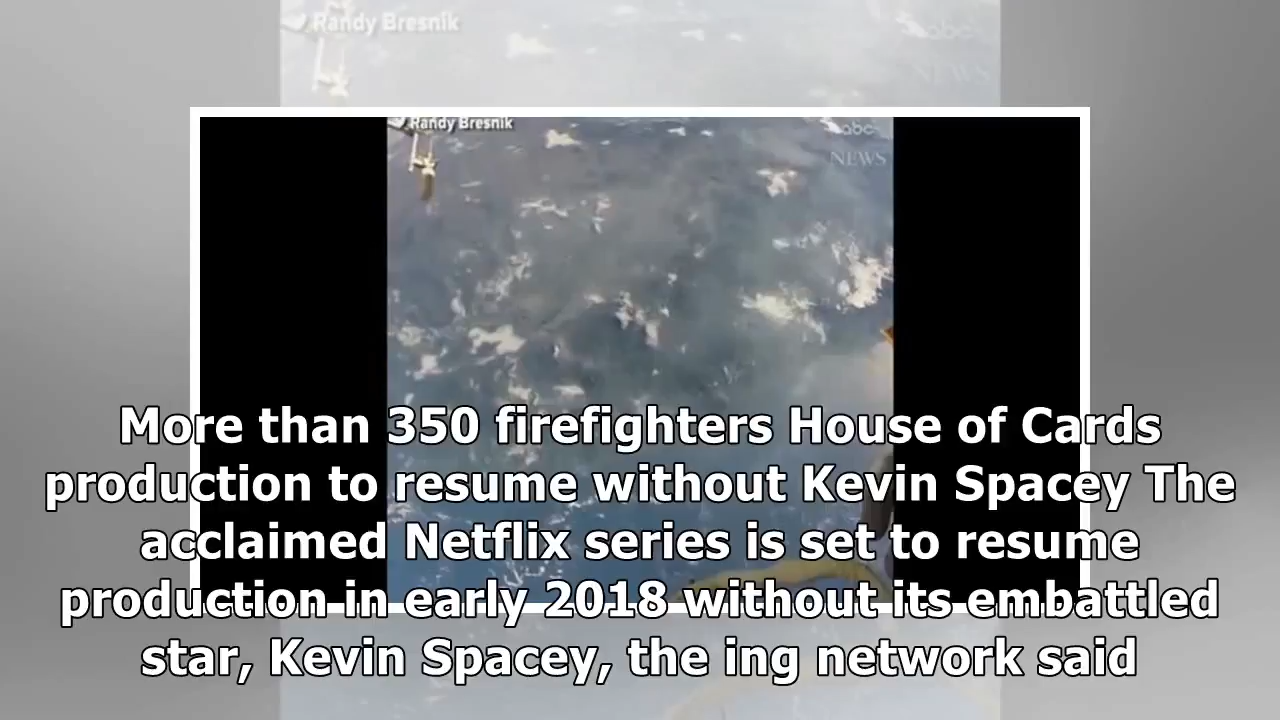 Randy Bresnik
abc
NEWS
Randy Bresnik
abc
NEWS
More than 350 firefighters House of Cards
production to resume without Kevin Spacey The
acclaimed Netflix series is set to resume
production in early 2018 without its embattled
star, Kevin Spacey, the ing network said